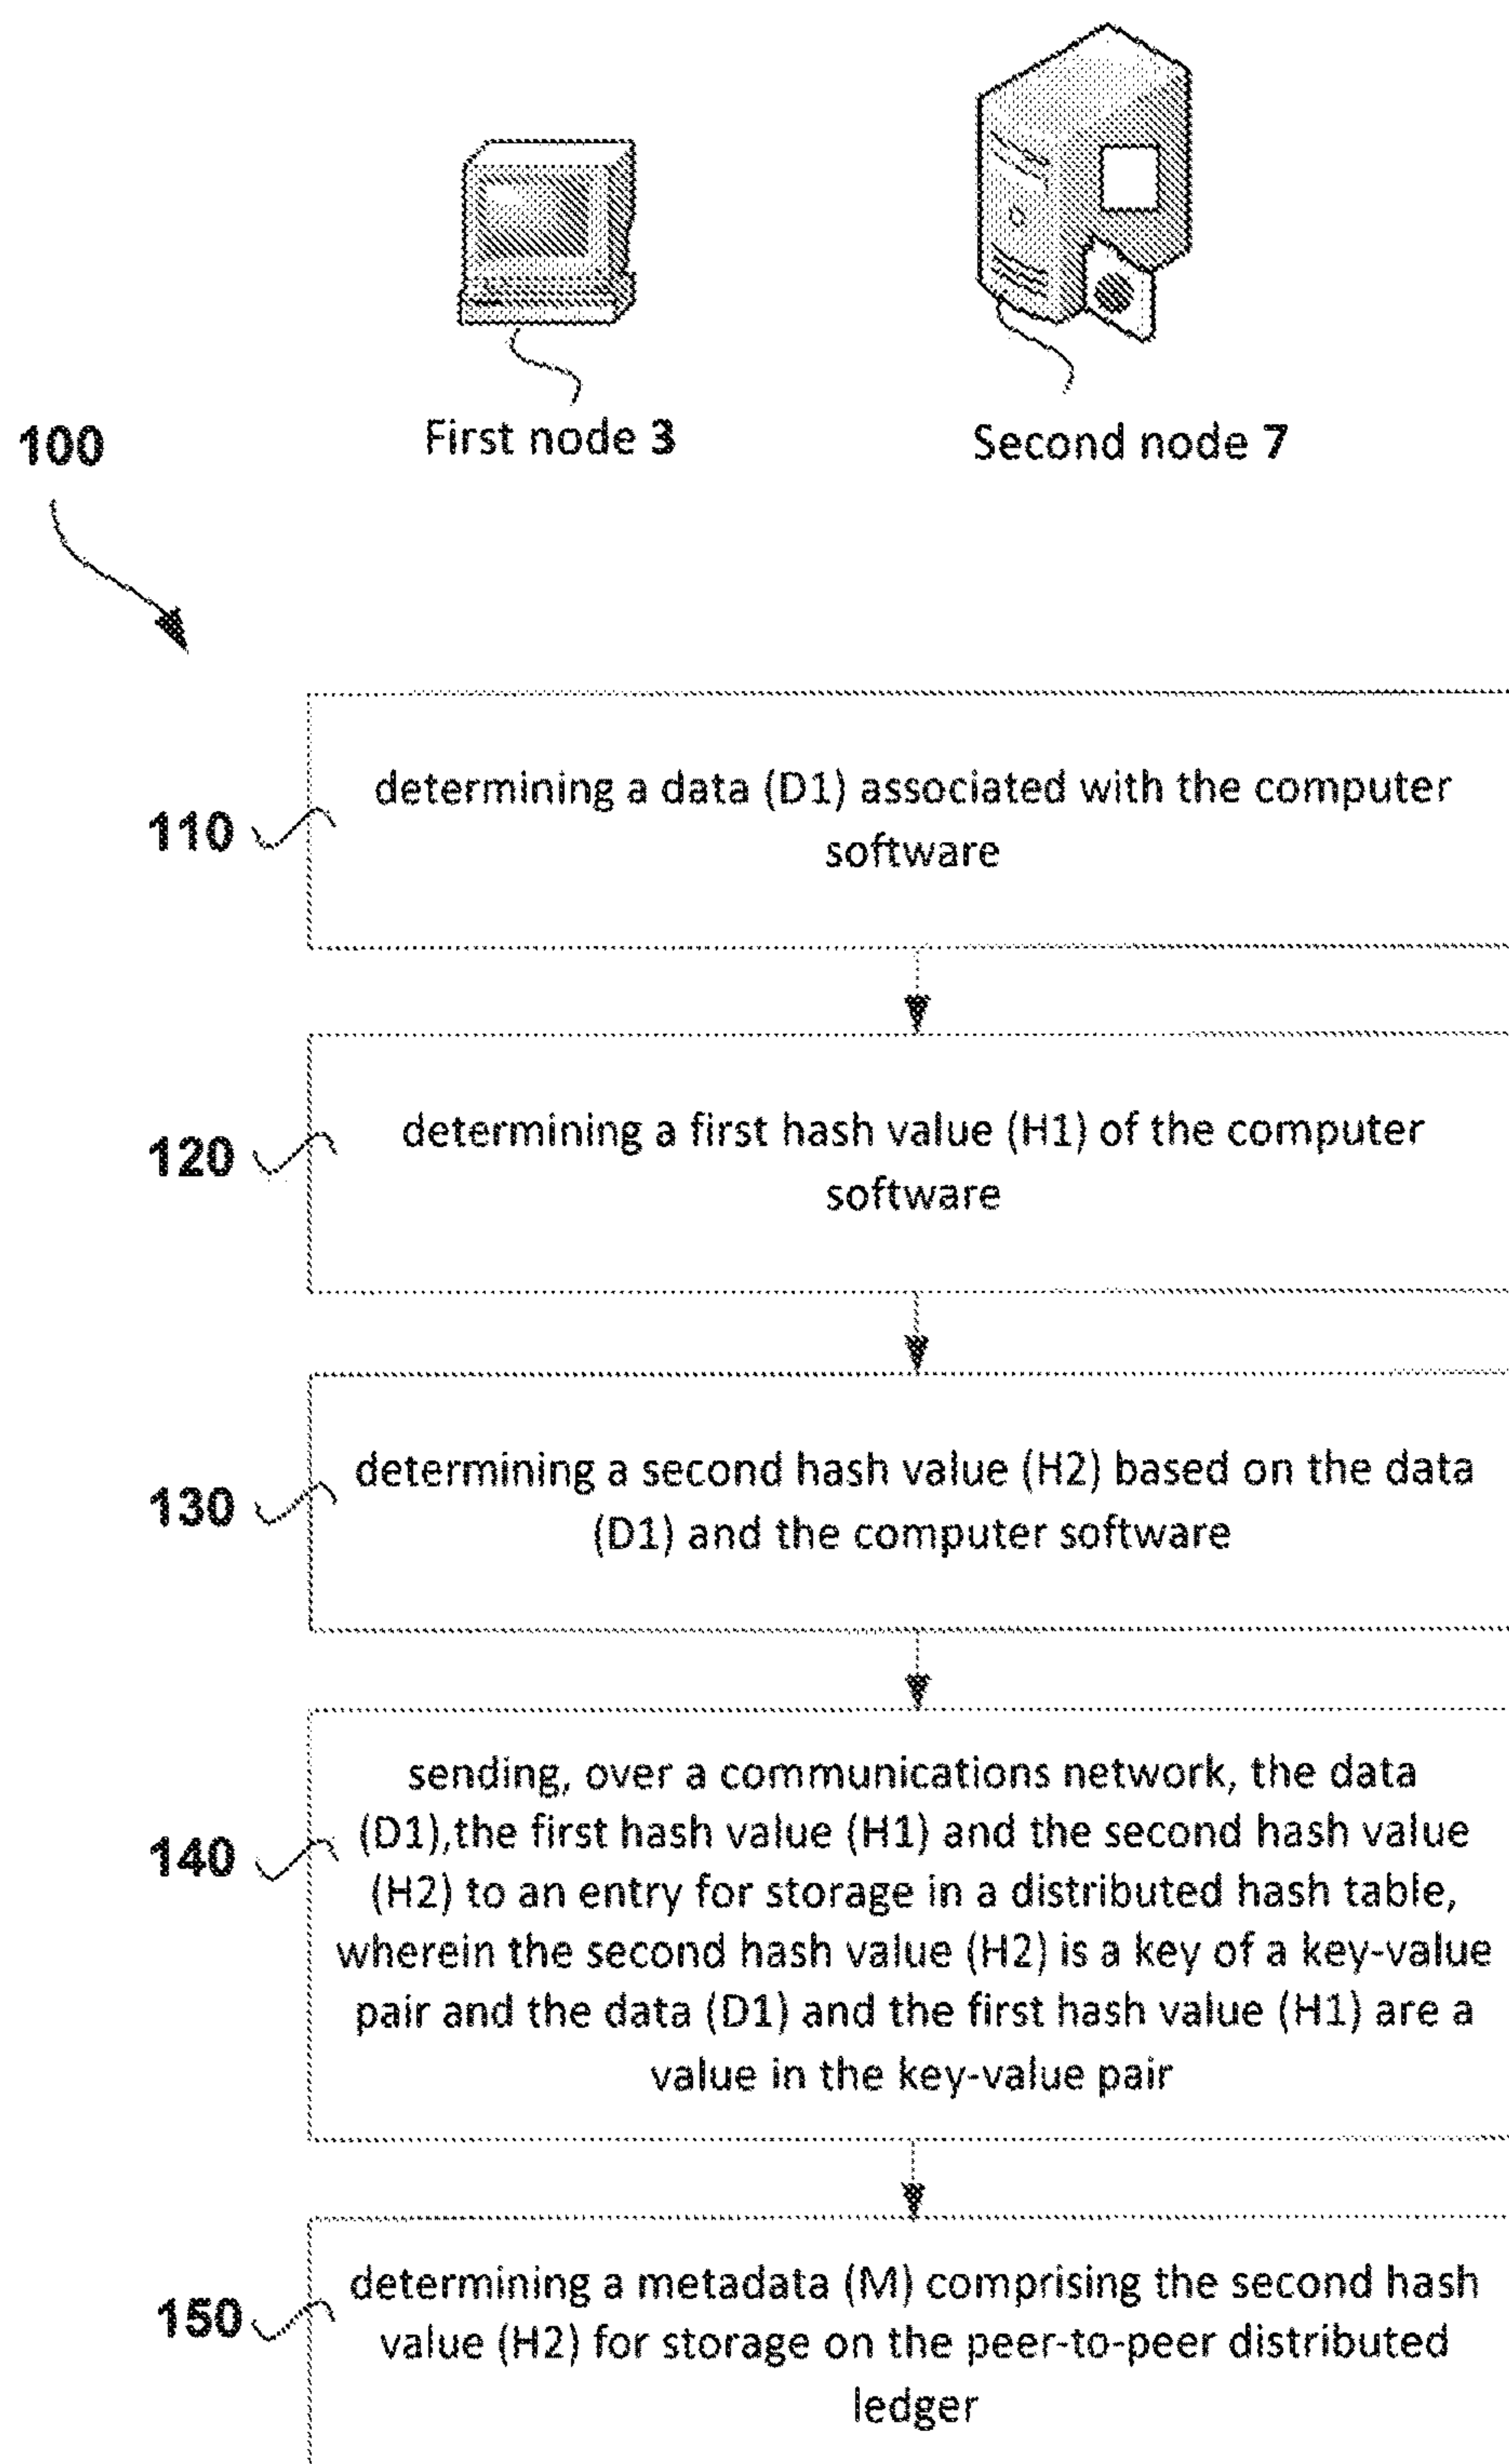 First node 3
Second node 7
100
110
determining a data (D1) associated with the computer
software
120
determining a first hash value (H1) of the computer
software
130
determining a second hash value (H2) based on the data
(D1) and the computer software
140
sending, over a communications network, the data
(D1),the first hash value (H1) and the second hash value
(H2) to an entry for storage in a distributed hash table,
wherein the second hash value (H2) is a key of a key-value
pair and the data (D1) and the first hash value (H1) are a
value in the key-value pair
150
determining a metadata (M) comprising the second hash
value (H2) for storage on the peer-to-peer distributed
ledger